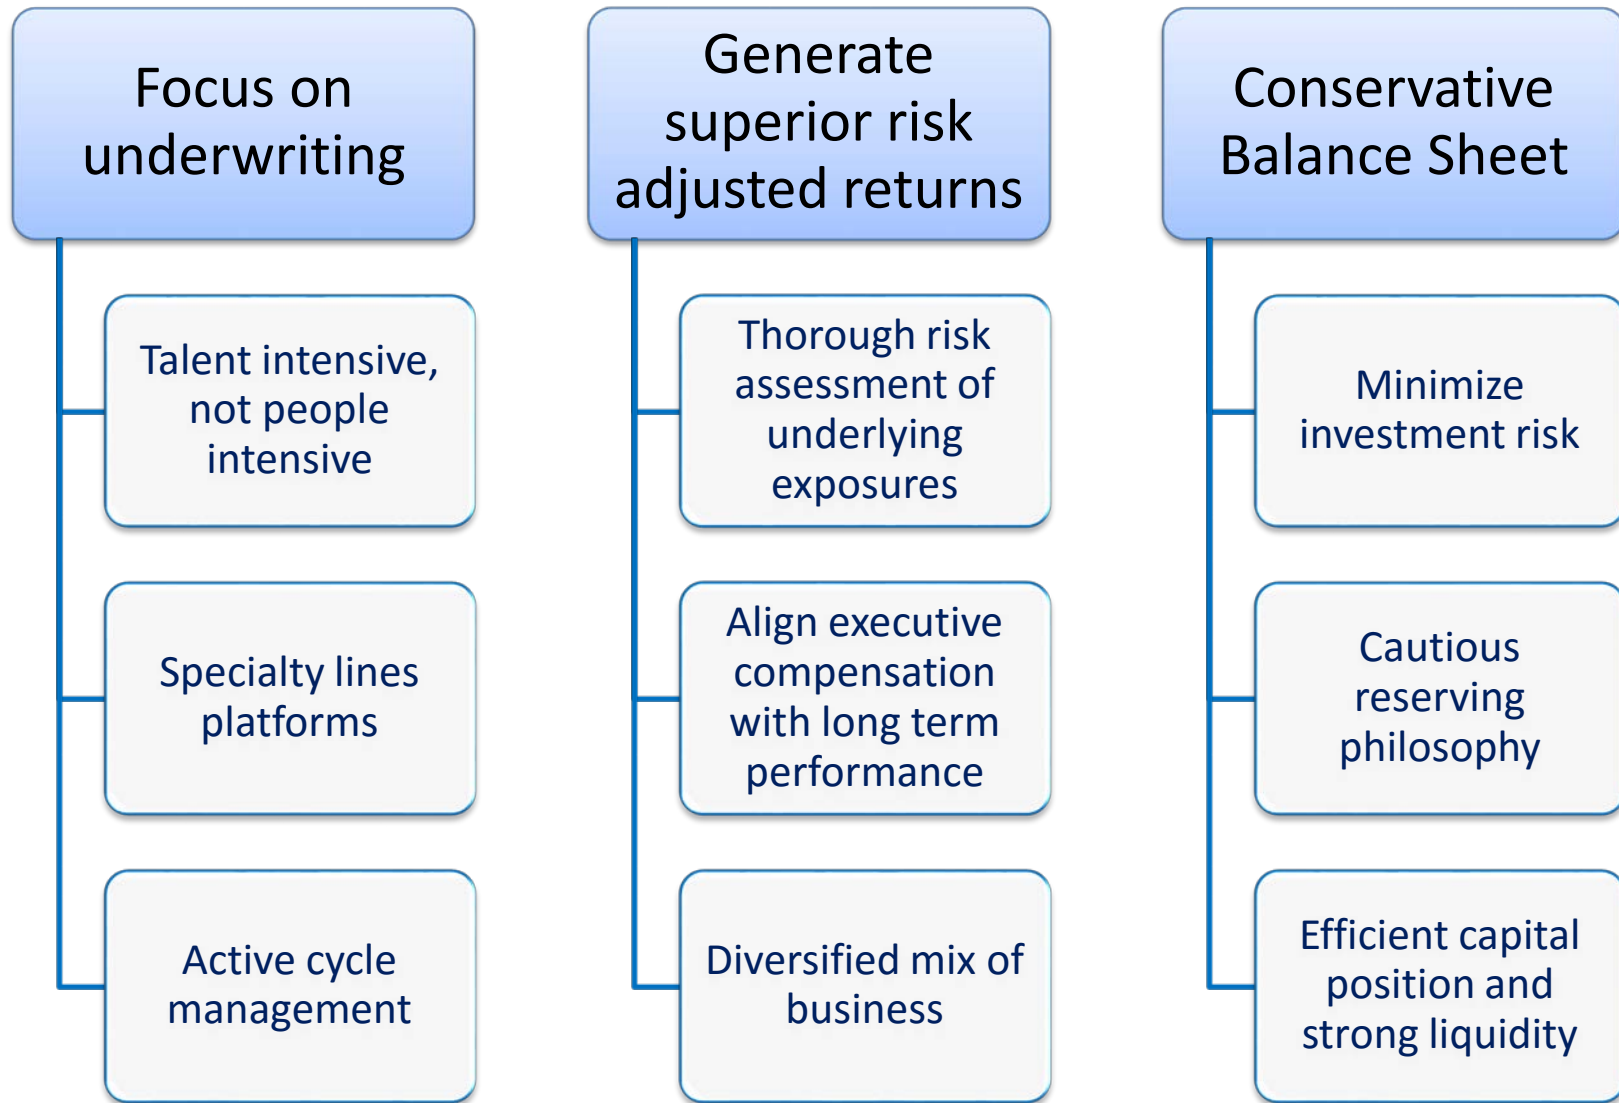 Focus on
underwriting
Talent intensive,
not people
intensive
Specialty lines
platforms
Active cycle
management
Generate
superior risk
adjusted returns
Thorough risk
assessment of
underlying
exposures
Align executive
compensation
with long term
performance
Diversified mix of
business
Conservative
Balance Sheet
Minimize
investment risk
Cautious
reserving
philosophy
Efficient capital
position and
strong liquidity